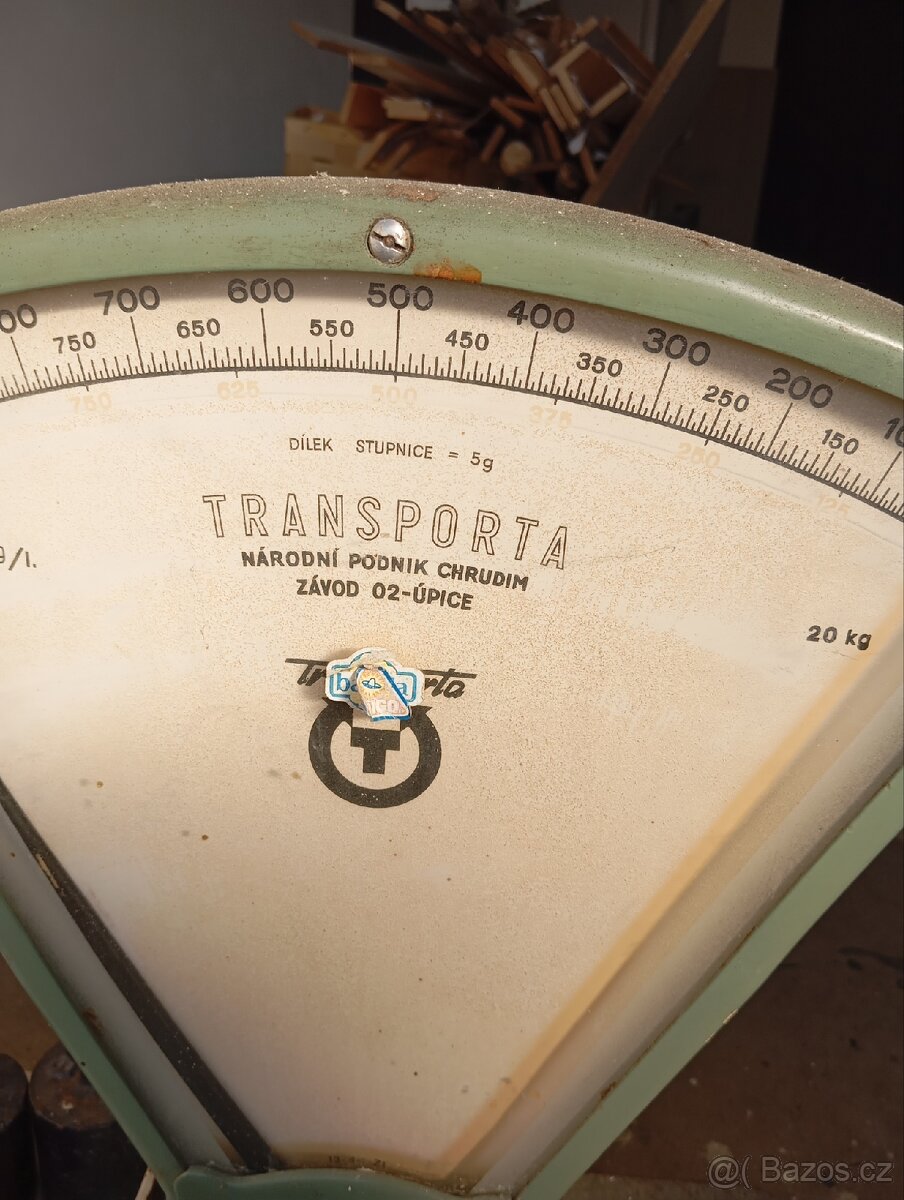 700 600 500 400 300 200
750 650 550 450 350 250 150
750 625 500 375 250 125
DÍLEK STUPNICE = 5g
TRANSPORTA
NÁRODNÍ PODNIK CHRUDIM
ZÁVOD 02-ÚPICE
20 kg
T
Bazos.cz